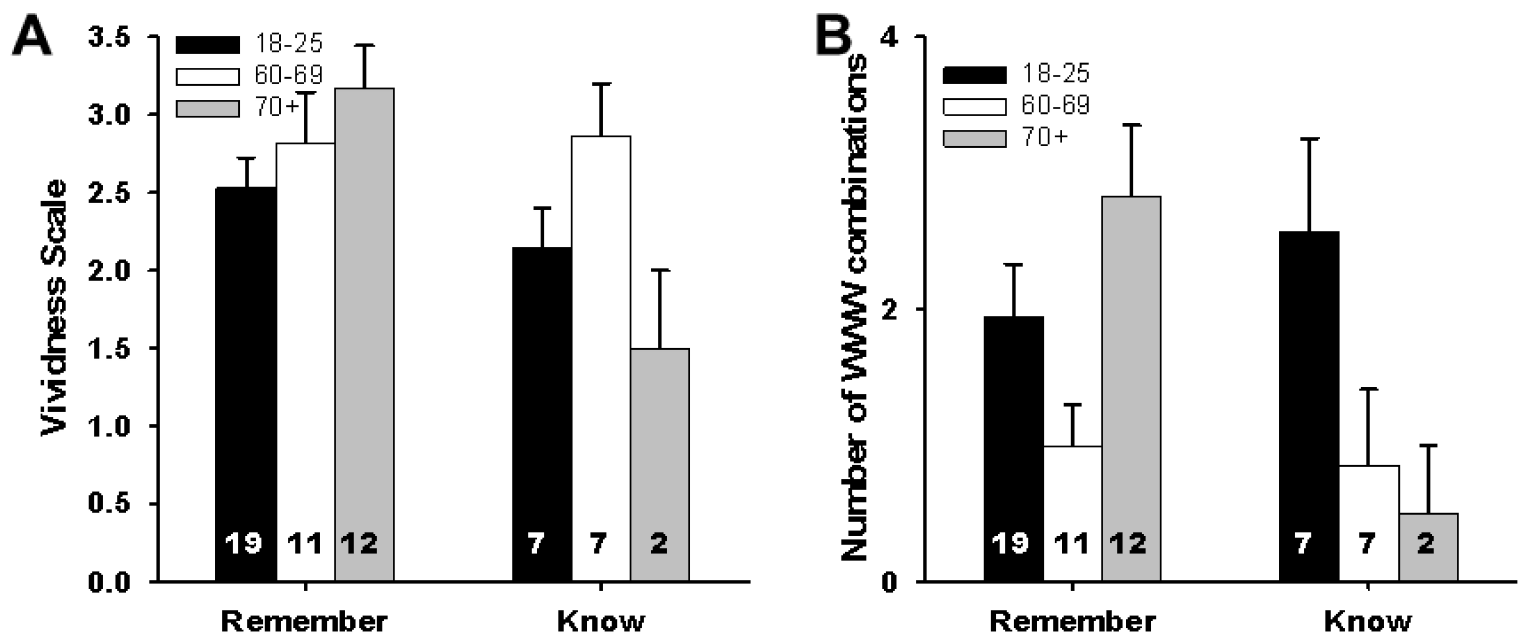 A
Vividness Scale
3.5
3.0
2.5
2.0
1.5
1.0
0.5
0.0
18-25
60-69
70+
19 11 12 7 7 2
Remember Know
B
Number of WWW combinations
4
2
0
18-25
60-69
70+
19 11 12 7 7 2
Remember Know